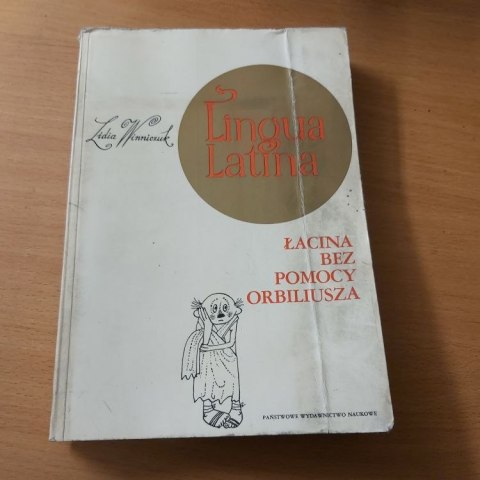 Lidia Winniczuk
Lingua
Latina
ŁACINA
BEZ
POMOCY
ORBILIUSZA
PAŃSTWOWE WYDAWNICTWO NAUKOWE